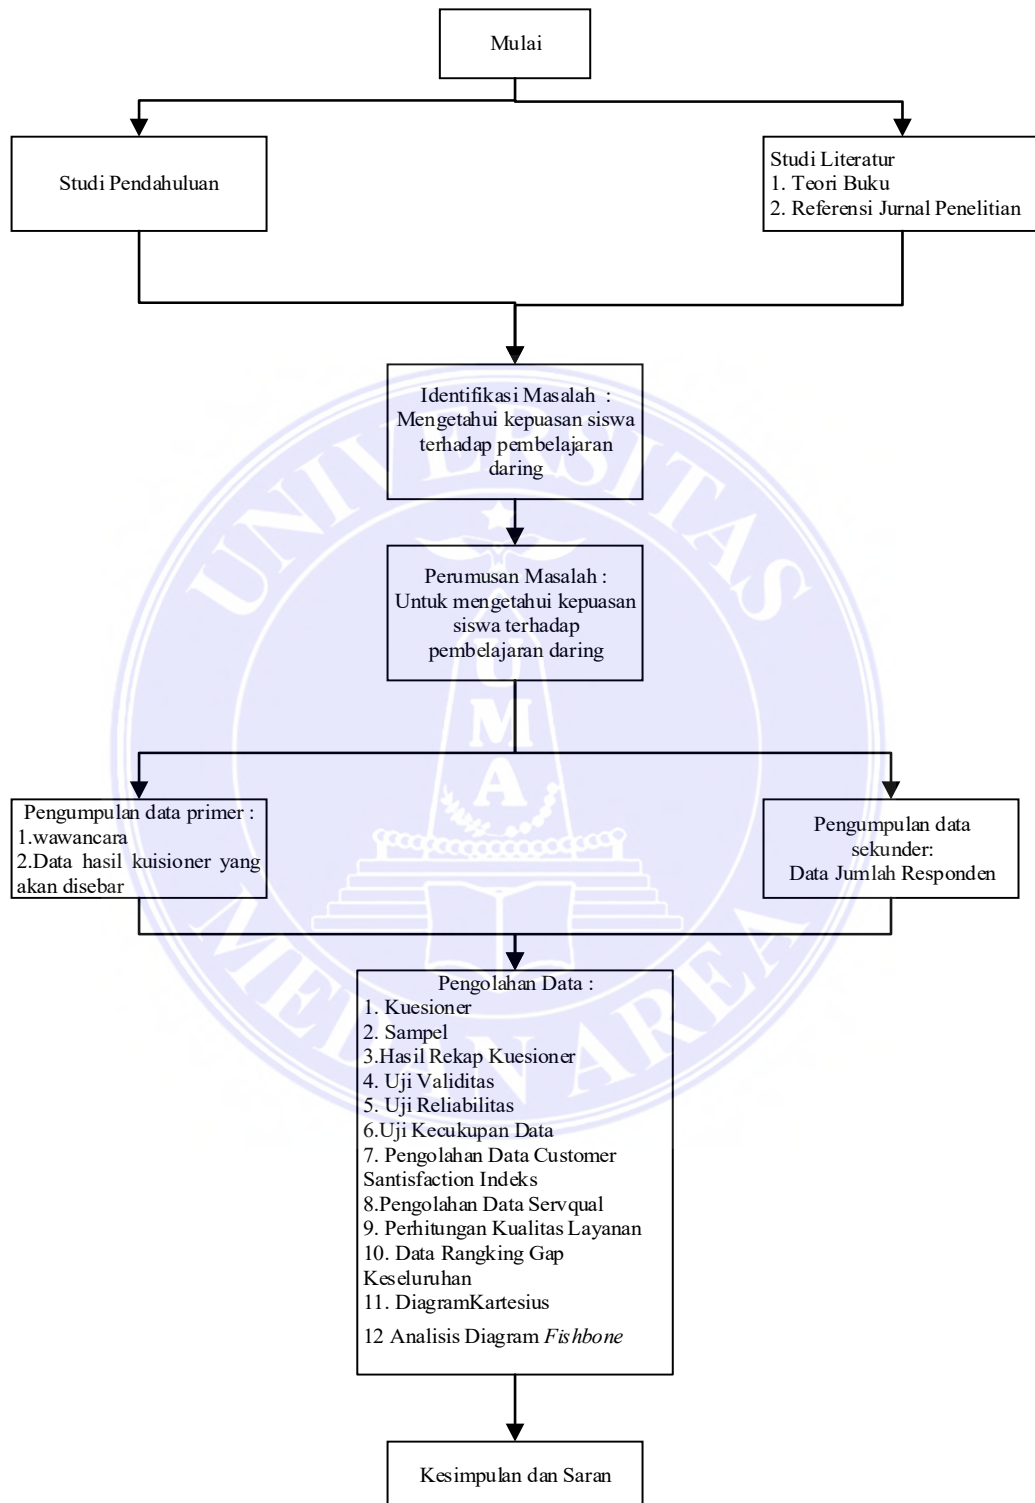 Mulai
Studi Pendahuluan
Studi Literatur
1. Teori Buku
2. Referensi Jurnal Penelitian
Identifikasi Masalah :
Mengetahui kepuasan siswa
terhadap pembelajaran
daring
Perumusan Masalah :
Untuk mengetahui kepuasan
siswa terhadap
pembelajaran daring
Pengumpulan data primer :
1.wawancara
2.Data hasil kuisioner yang
akan disebar
Pengumpulan data
sekunder:
Data Jumlah Responden
Pengolahan Data :
1. Kuesioner
2. Sampel
3.Hasil Rekap Kuesioner
4. Uji Validitas
5. Uji Reliabilitas
6.Uji Kecukupan Data
7. Pengolahan Data Customer
Santisfaction Indeks
8.Pengolahan Data Servqual
9. Perhitungan Kualitas Layanan
10. Data Rangking Gap
Keseluruhan
11. DiagramKartesius
12 Analisis Diagram Fishbone
Kesimpulan dan Saran
UNIVERSITAS
MEDAN AREA
UMA